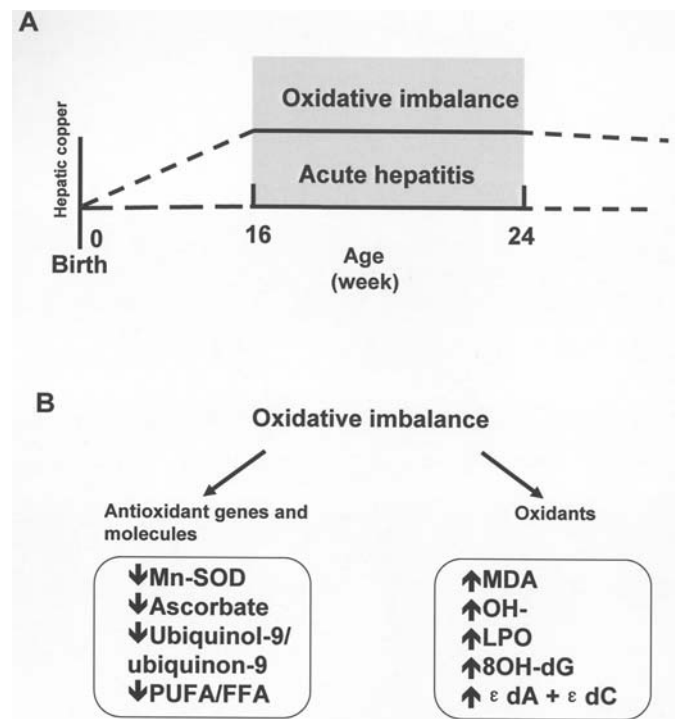 A
Oxidative imbalance
Hepatic copper
Acute hepatitis
0
16
24
Birth
Age
(week)
B
Oxidative imbalance
Antioxidant genes and
molecules
Oxidants
↓Mn-SOD
↓Ascorbate
↓Ubiquinol-9/
ubiquinon-9
↓PUFA/FFA
↑MDA
↑OH-
↑LPO
↑8OH-dG
↑ ε dA + ε dC